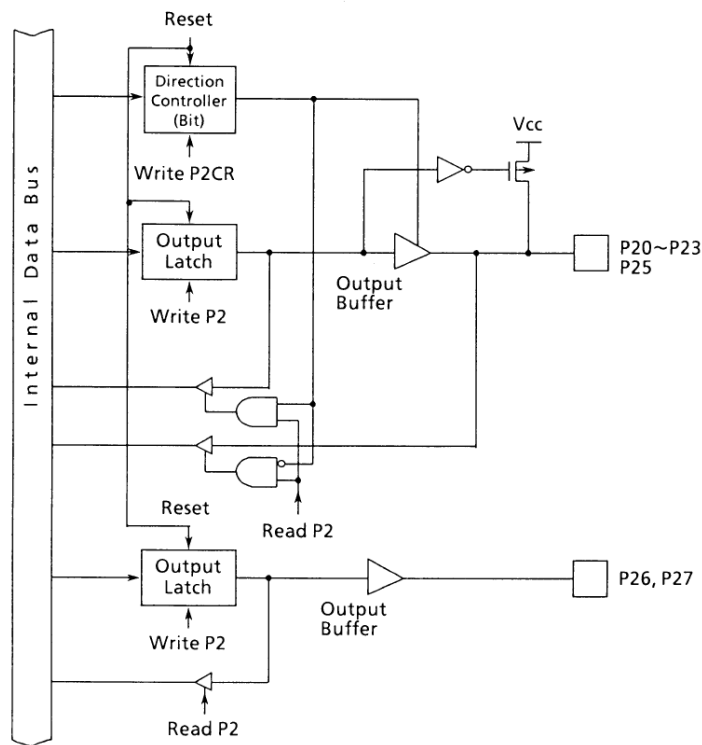 Reset
Direction
Controller
(Bit)
Vcc
Write P2CR
Output
Latch
P20~P23
P25
Output
Buffer
Write P2
Internal Data Bus
Reset
Read P2
Output
Latch
P26, P27
Output
Buffer
Write P2
Read P2